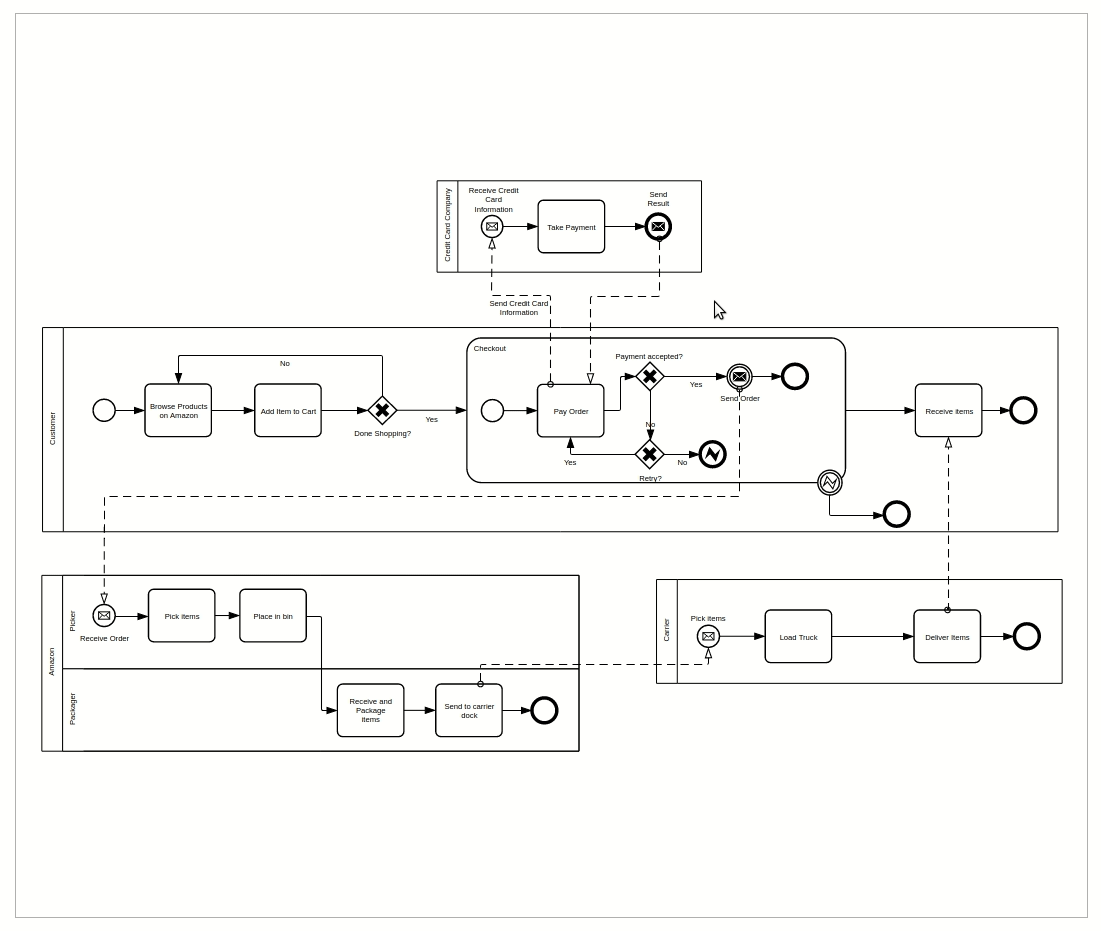 Credit Card Company
Receive Credit
Card
Information
Take Payment
Send
Result
Send Credit Card
Information
Customer
No
Browse Products
on Amazon
Add Item to Cart
Done Shopping?
Yes
Checkout
Pay Order
Payment accepted?
Yes
Send Order
No
Yes
Retry?
No
Receive items
Amazon
Picker
Receive Order
Pick items
Place in bin
Packager
Receive and
Package
items
Send to carrier
dock
Carrier
Pick items
Load Truck
Deliver Items